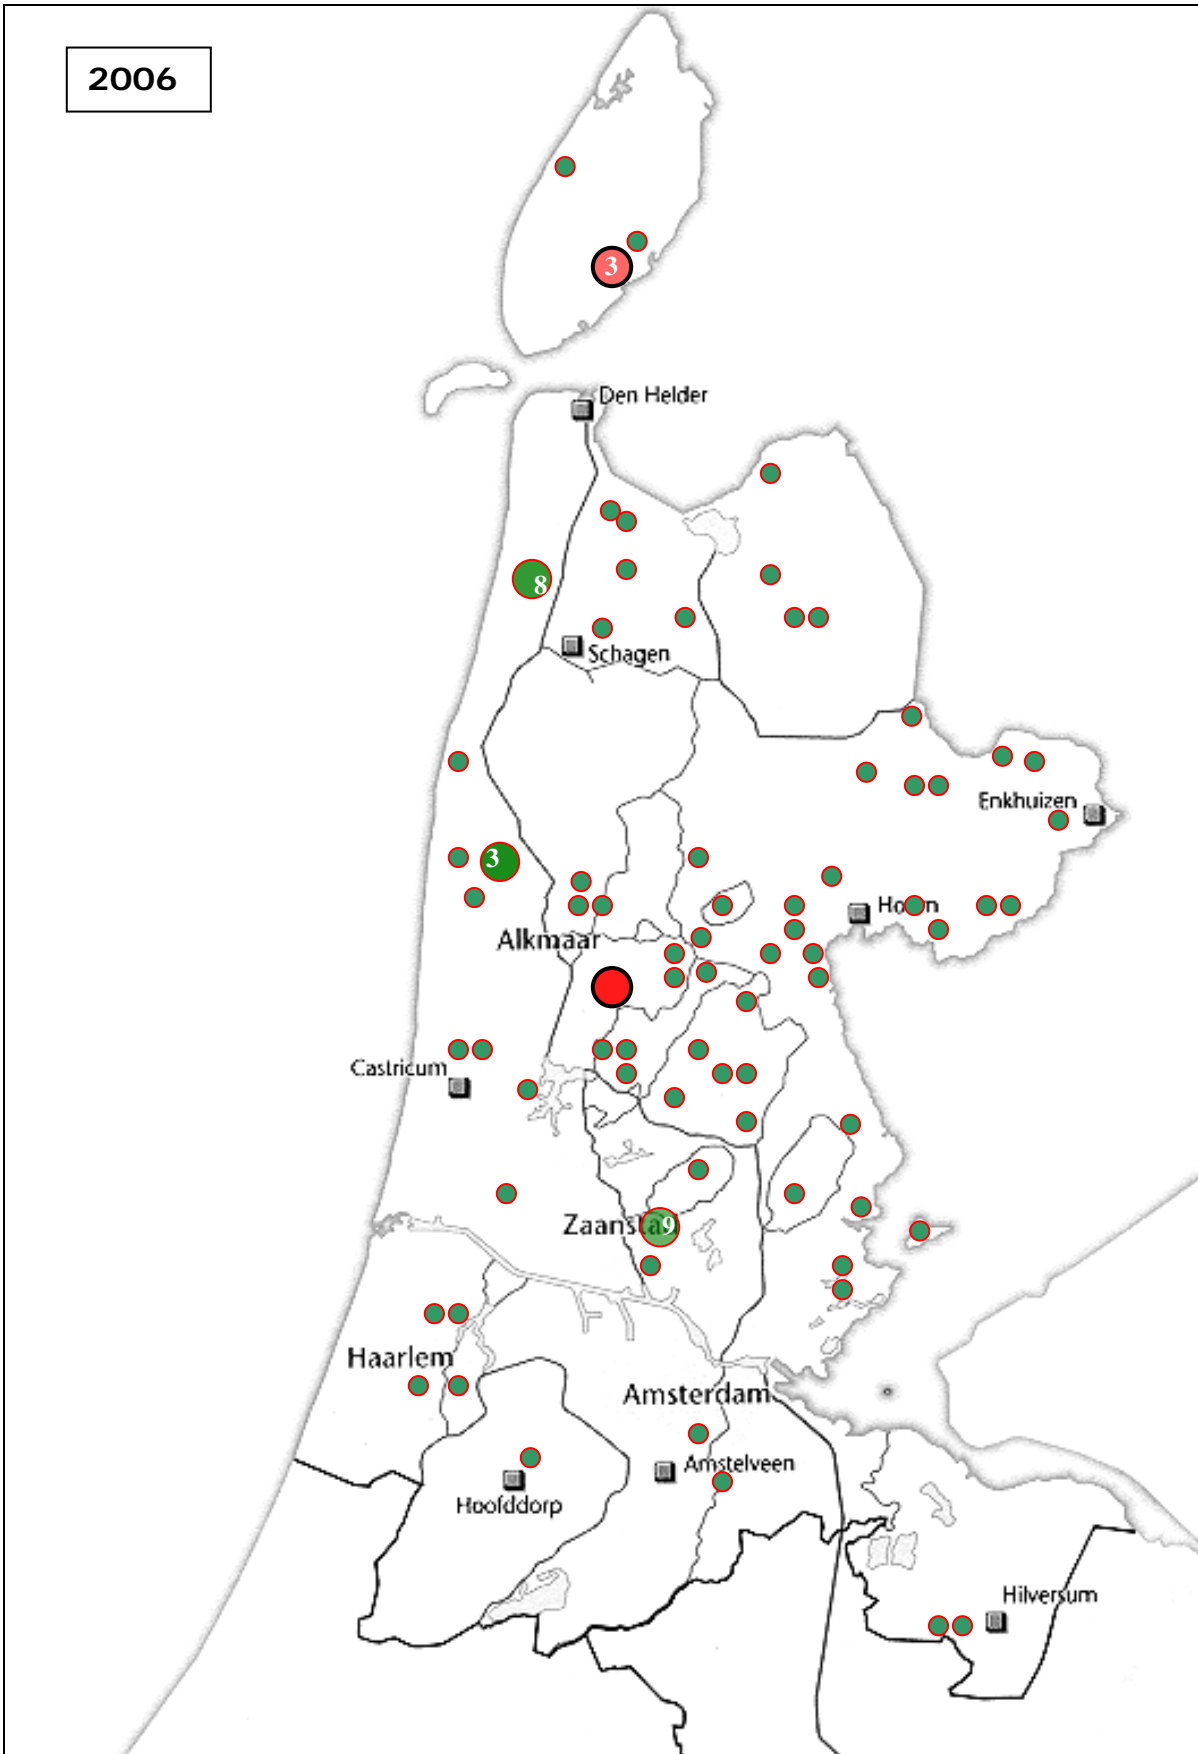 2006
3
Den Helder
8
Schagen
Enkhuizen
3
Hoorn
Alkmaar
Castricum
Zaanstad
9
Haarlem
Amsterdam
Amstelveen
Hoofddorp
Hilversum